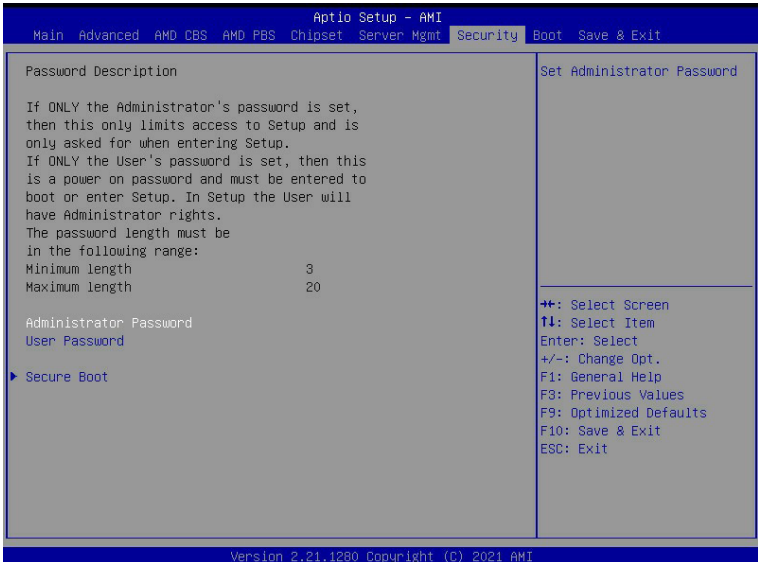 Aptio Setup - AMI
Main Advanced AMD CBS AMD PBS Chipset Server Mgmt Security Boot Save & Exit
Password Description
If ONLY the Administrator's password is set,
then this only limits access to Setup and is
only asked for when entering Setup.
If ONLY the User's password is set, then this
is a power on password and must be entered to
boot or enter Setup. In Setup the User will
have Administrator rights.
The password length must be
in the following range:
Minimum length 3
Maximum length 20
Administrator Password
User Password
Secure Boot
Set Administrator Password
→←: Select Screen
↑↓: Select Item
Enter: Select
+/-: Change Opt.
F1: General Help
F3: Previous Values
F9: Optimized Defaults
F10: Save & Exit
ESC: Exit
Version 2.21.1280 Copyright (C) 2021 AMI